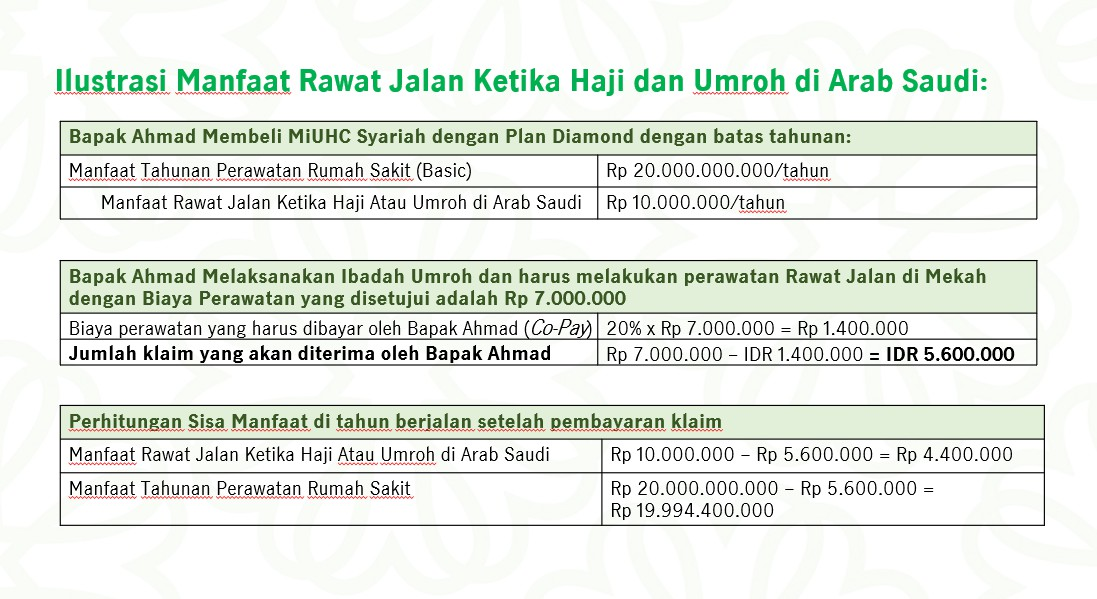 Ilustrasi Manfaat Rawat Jalan Ketika Haji dan Umroh di Arab Saudi:
Bapak Ahmad Membeli MiUHC Syariah dengan Plan Diamond dengan batas tahunan:
Manfaat Tahunan Perawatan Rumah Sakit (Basic) Rp 20.000.000.000/tahun
Manfaat Rawat Jalan Ketika Haji Atau Umroh di Arab Saudi Rp 10.000.000/tahun
Bapak Ahmad Melaksanakan Ibadah Umroh dan harus melakukan perawatan Rawat Jalan di Mekah
dengan Biaya Perawatan yang disetujui adalah Rp 7.000.000
Biaya perawatan yang harus dibayar oleh Bapak Ahmad (Co-Pay) 20% x Rp 7.000.000 = Rp 1.400.000
Jumlah klaim yang akan diterima oleh Bapak Ahmad Rp 7.000.000 – IDR 1.400.000 = IDR 5.600.000
Perhitungan Sisa Manfaat di tahun berjalan setelah pembayaran klaim
Manfaat Rawat Jalan Ketika Haji Atau Umroh di Arab Saudi Rp 10.000.000 – Rp 5.600.000 = Rp 4.400.000
Manfaat Tahunan Perawatan Rumah Sakit Rp 20.000.000.000 – Rp 5.600.000 =
Rp 19.994.400.000